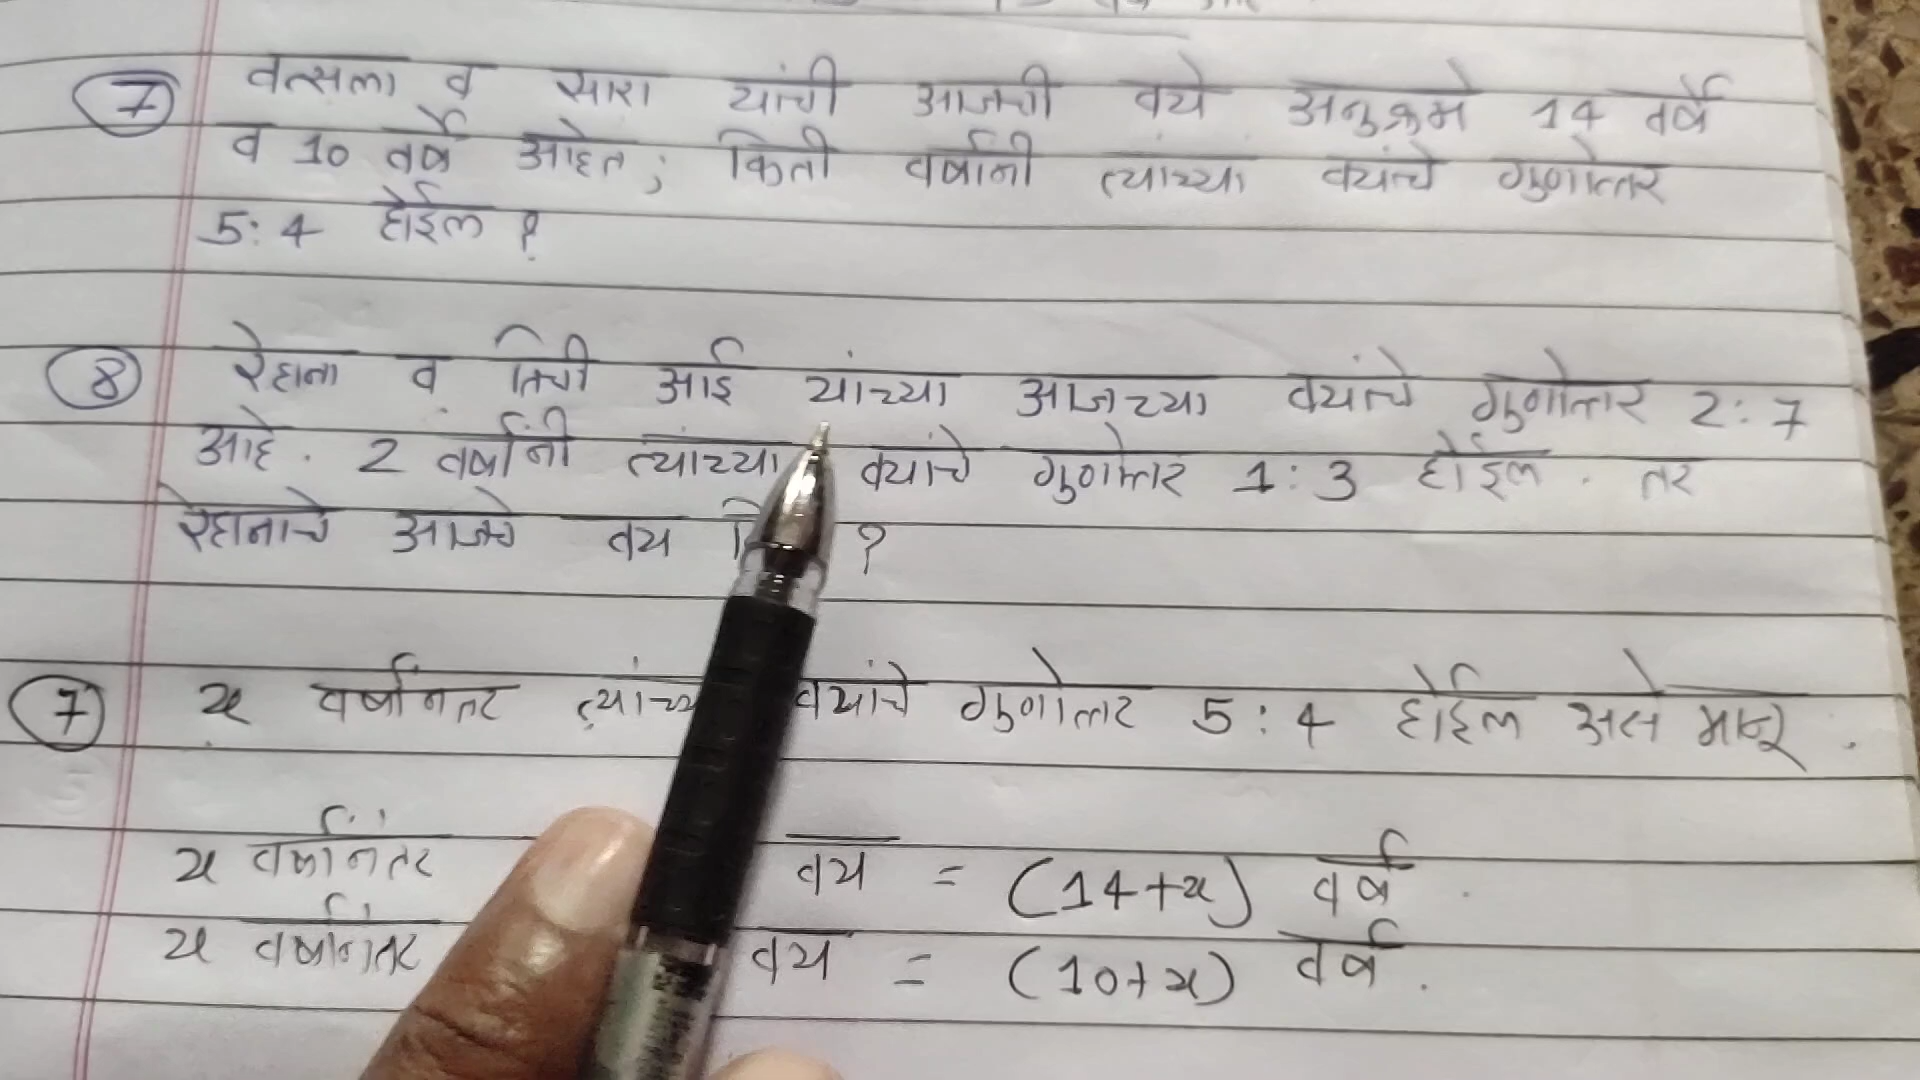 7 वत्सला व सारा यांची आजची वये अनुक्रमे 14 वर्षे
व 10 वर्षे आहेत; किती वर्षांनी त्यांच्या वयांचे गुणोत्तर
5:4 होईल ?
8 रेहाना व तिची आई यांच्या आजच्या वयांचे गुणोत्तर 2:7
आहे. 2 वर्षांनी त्यांच्या वयांचे गुणोत्तर 1:3 होईल. तर
रेहानाचे आजचे वय ?
7 x वर्षांनंतर वयांचे गुणोत्तर 5:4 होईल असे मानू.
x वर्षांनंतर वय = (14+x) वर्षे.
x वर्षांनंतर वय = (10+x) वर्षे.